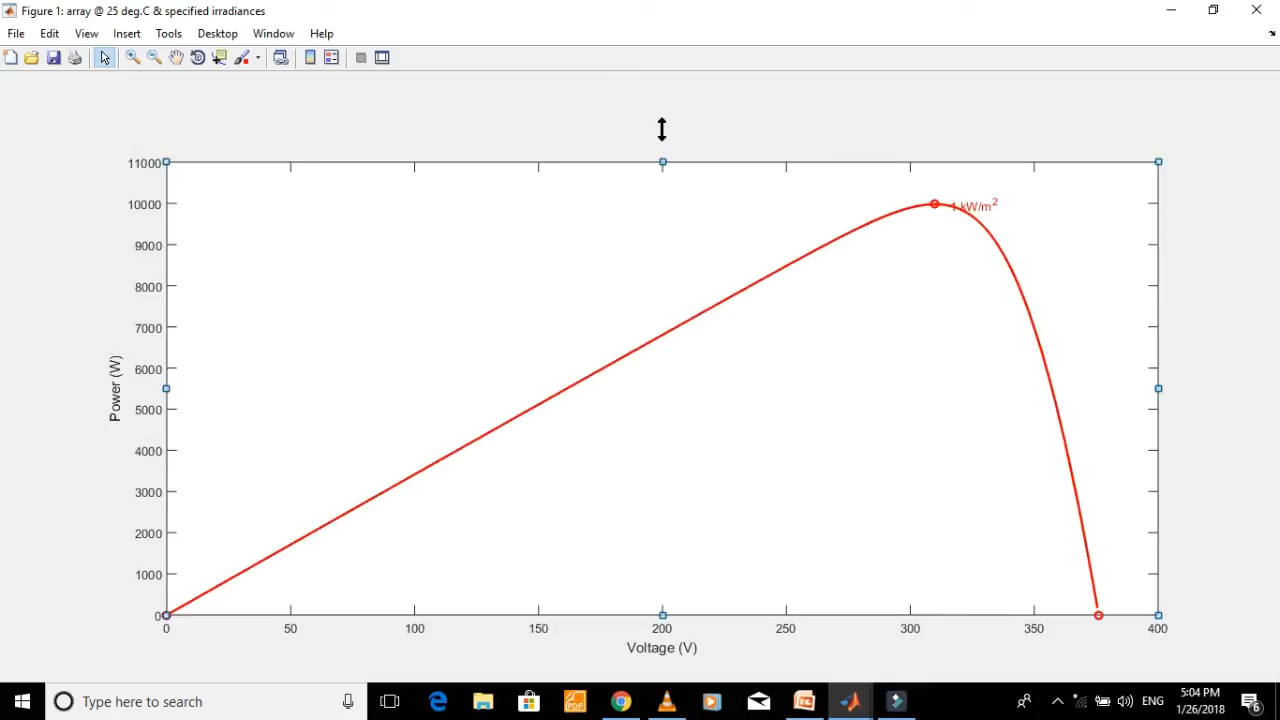 Figure 1: array @ 25 deg.C & specified irradiances
File Edit View Insert Tools Desktop Window Help
11000
10000
9000
8000
7000
6000
5000
4000
3000
2000
1000
0
Power (W)
1 kW/m²
0 50 100 150 200 250 300 350 400
Voltage (V)
Type here to search
PDF
ENG
5:04 PM
1/26/2018
6